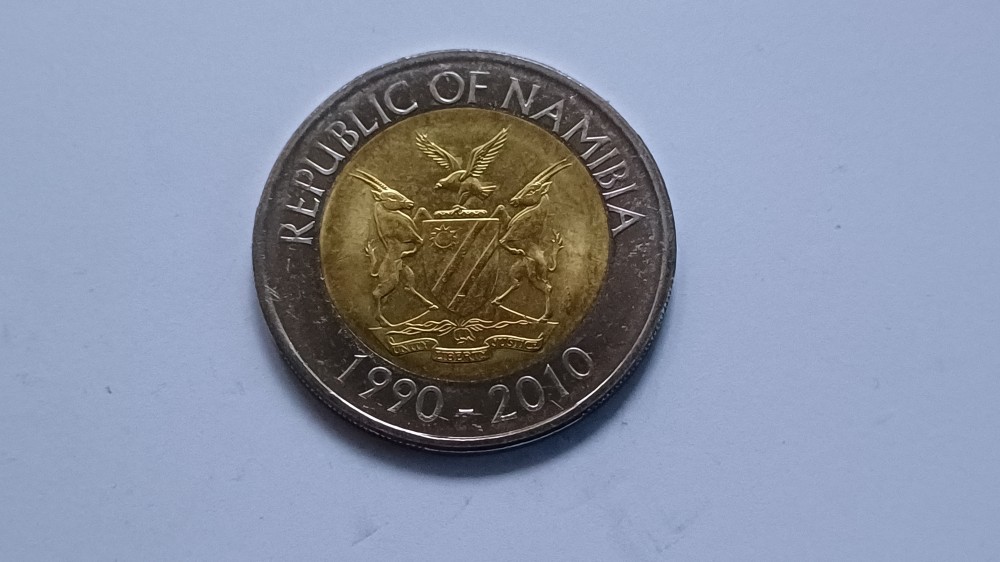 REPUBLIC OF NAMIBIA
UNITY LIBERTY JUSTICE
1990 - 2010